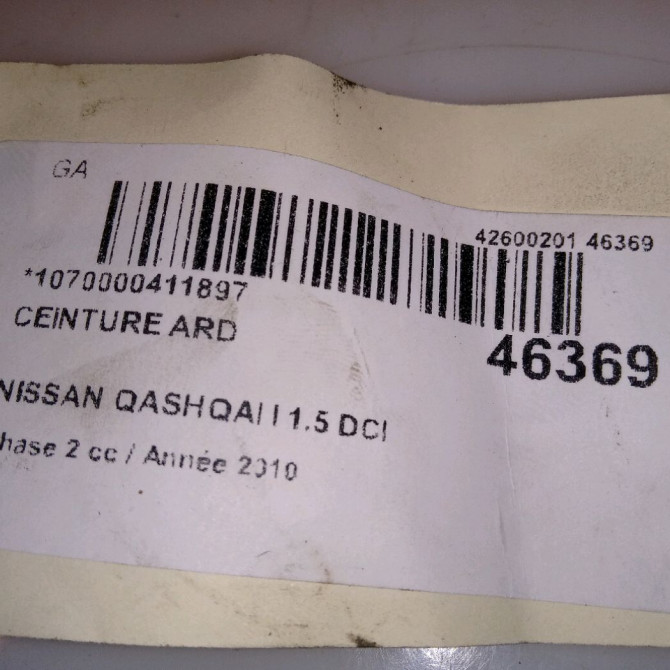 GA
42600201 46369
*1070000411897
CEINTURE ARD
46369
NISSAN QASHQAI I 1.5 DCI
hase 2 cc / Année 2010